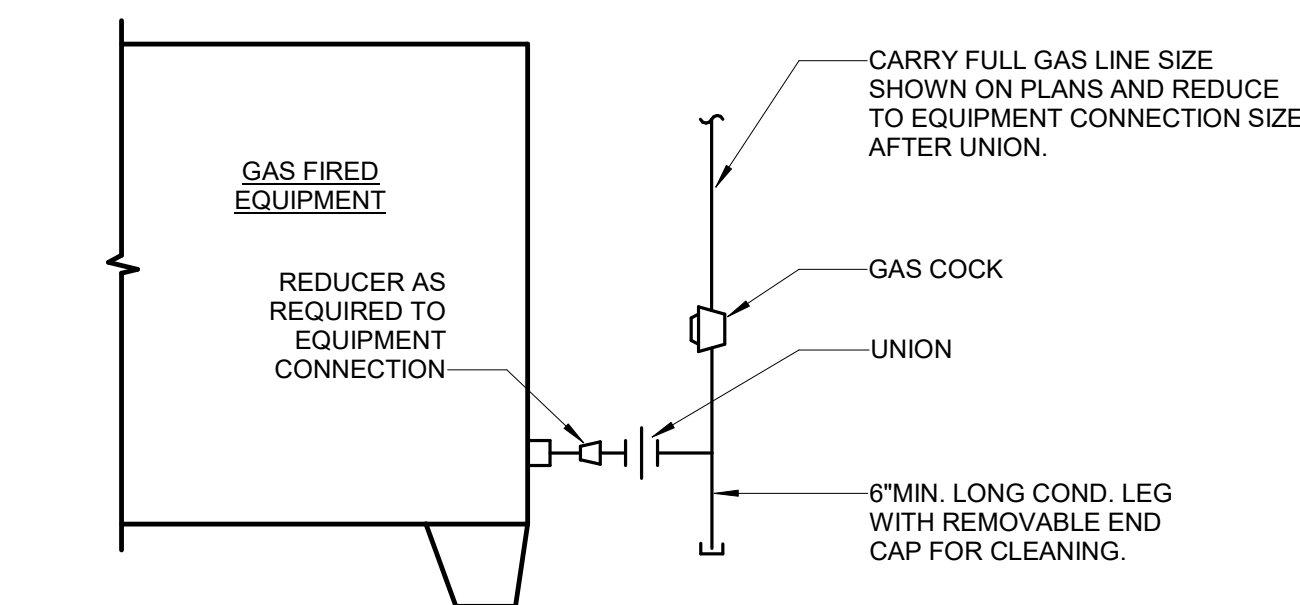 CARRY FULL GAS LINE SIZE
SHOWN ON PLANS AND REDUCE
TO EQUIPMENT CONNECTION SIZE
AFTER UNION.
GAS FIRED
EQUIPMENT
GAS COCK
REDUCER AS
REQUIRED TO
EQUIPMENT
CONNECTION
UNION
6"MIN. LONG COND. LEG
WITH REMOVABLE END
CAP FOR CLEANING.